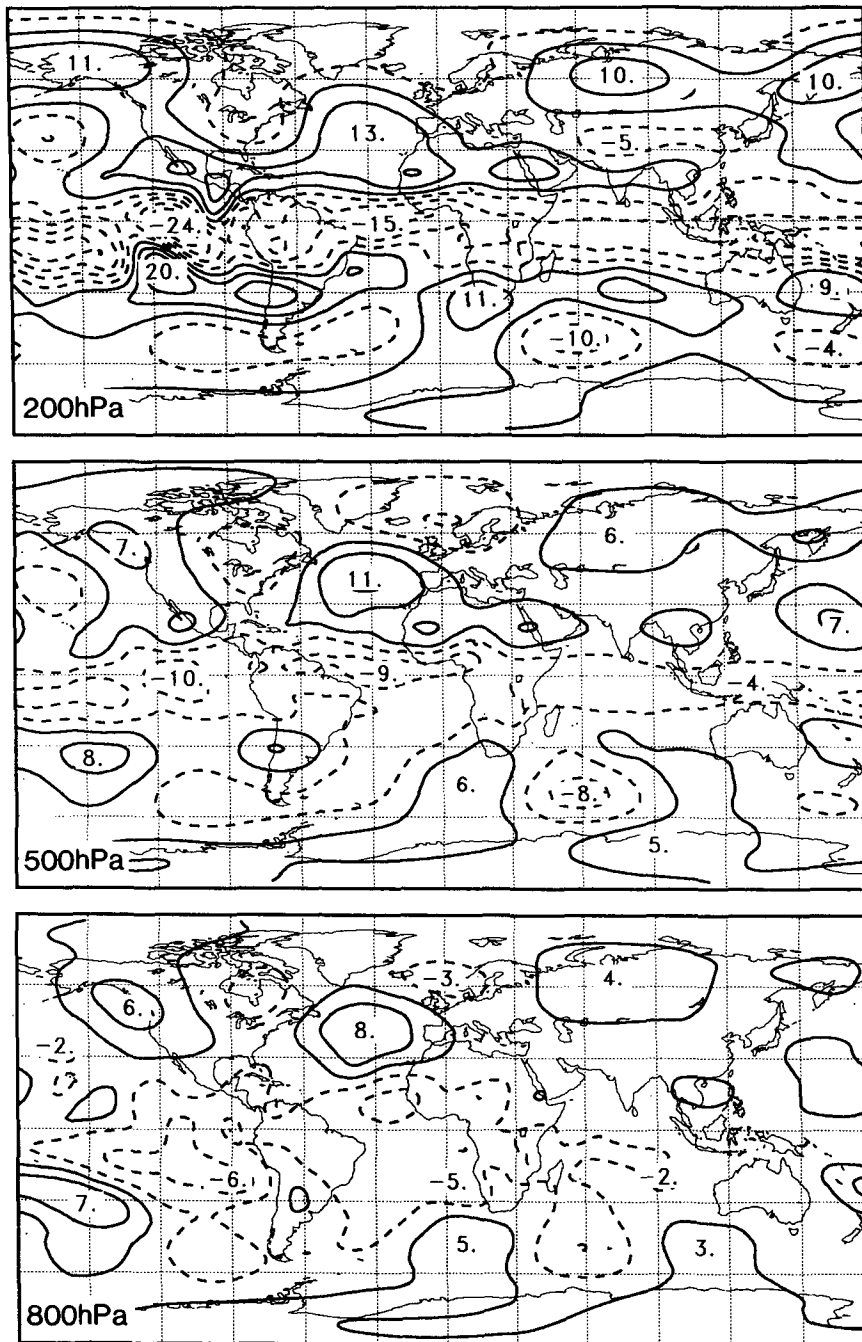 11. 10. 10.
13. -5.
-24. -15.
20. 11. 9.
-10. -4.
200hPa
7. 6.
11. 7.
-10. -9. -4.
8. 6. -8.
5.
500hPa
-3. 4.
6. 8.
-2.
-6. -5. -2.
7. 5. 3.
800hPa